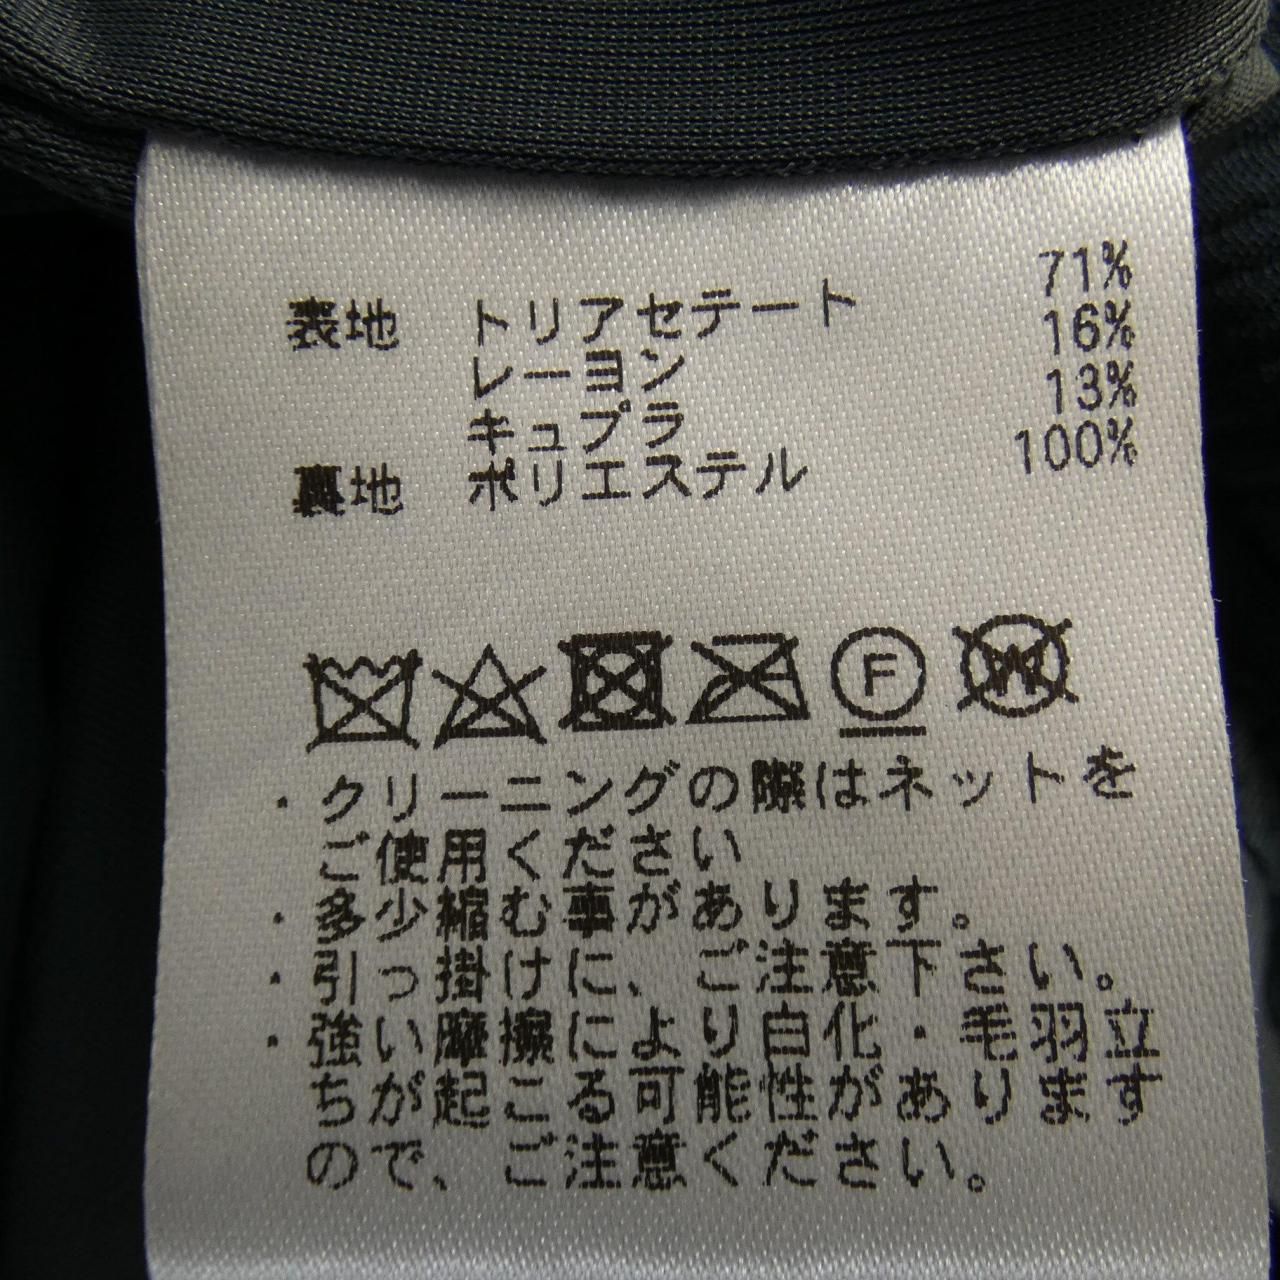 表地 トリアセテート 71%
レーヨン 16%
キュプラ 13%
裏地 ポリエステル 100%
F W
・クリーニングの際はネットを
ご使用ください
・多少縮む事があります。
・引っ掛けに、ご注意下さい。
・強い摩擦により白化・毛羽立
ちが起こる可能性があります
ので、ご注意ください。